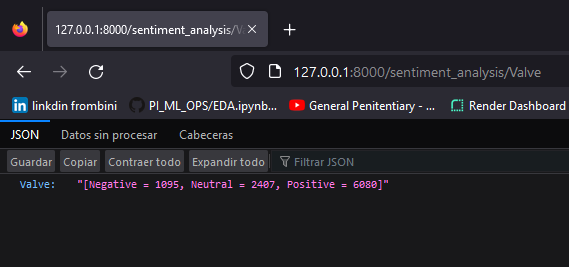 127.0.0.1:8000/sentiment_analysis/Va
127.0.0.1:8000/sentiment_analysis/Valve
linkdin frombini PI_ML_OPS/EDA.ipynb... General Penitentiary - ... Render Dashboard
JSON Datos sin procesar Cabeceras
Guardar Copiar Contraer todo Expandir todo Filtrar JSON
Valve: "[Negative = 1095, Neutral = 2407, Positive = 6080]"